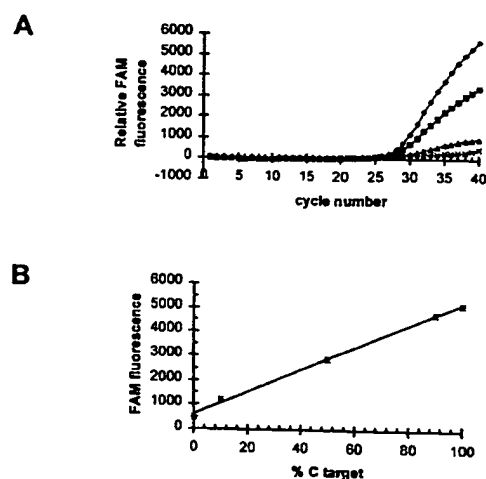 A
Relative FAM
fluorescence
6000
5000
4000
3000
2000
1000
0
-1000
0 5 10 15 20 25 30 35 40
cycle number
B
FAM fluorescence
6000
5000
4000
3000
2000
1000
0
0 20 40 60 80 100
% C target